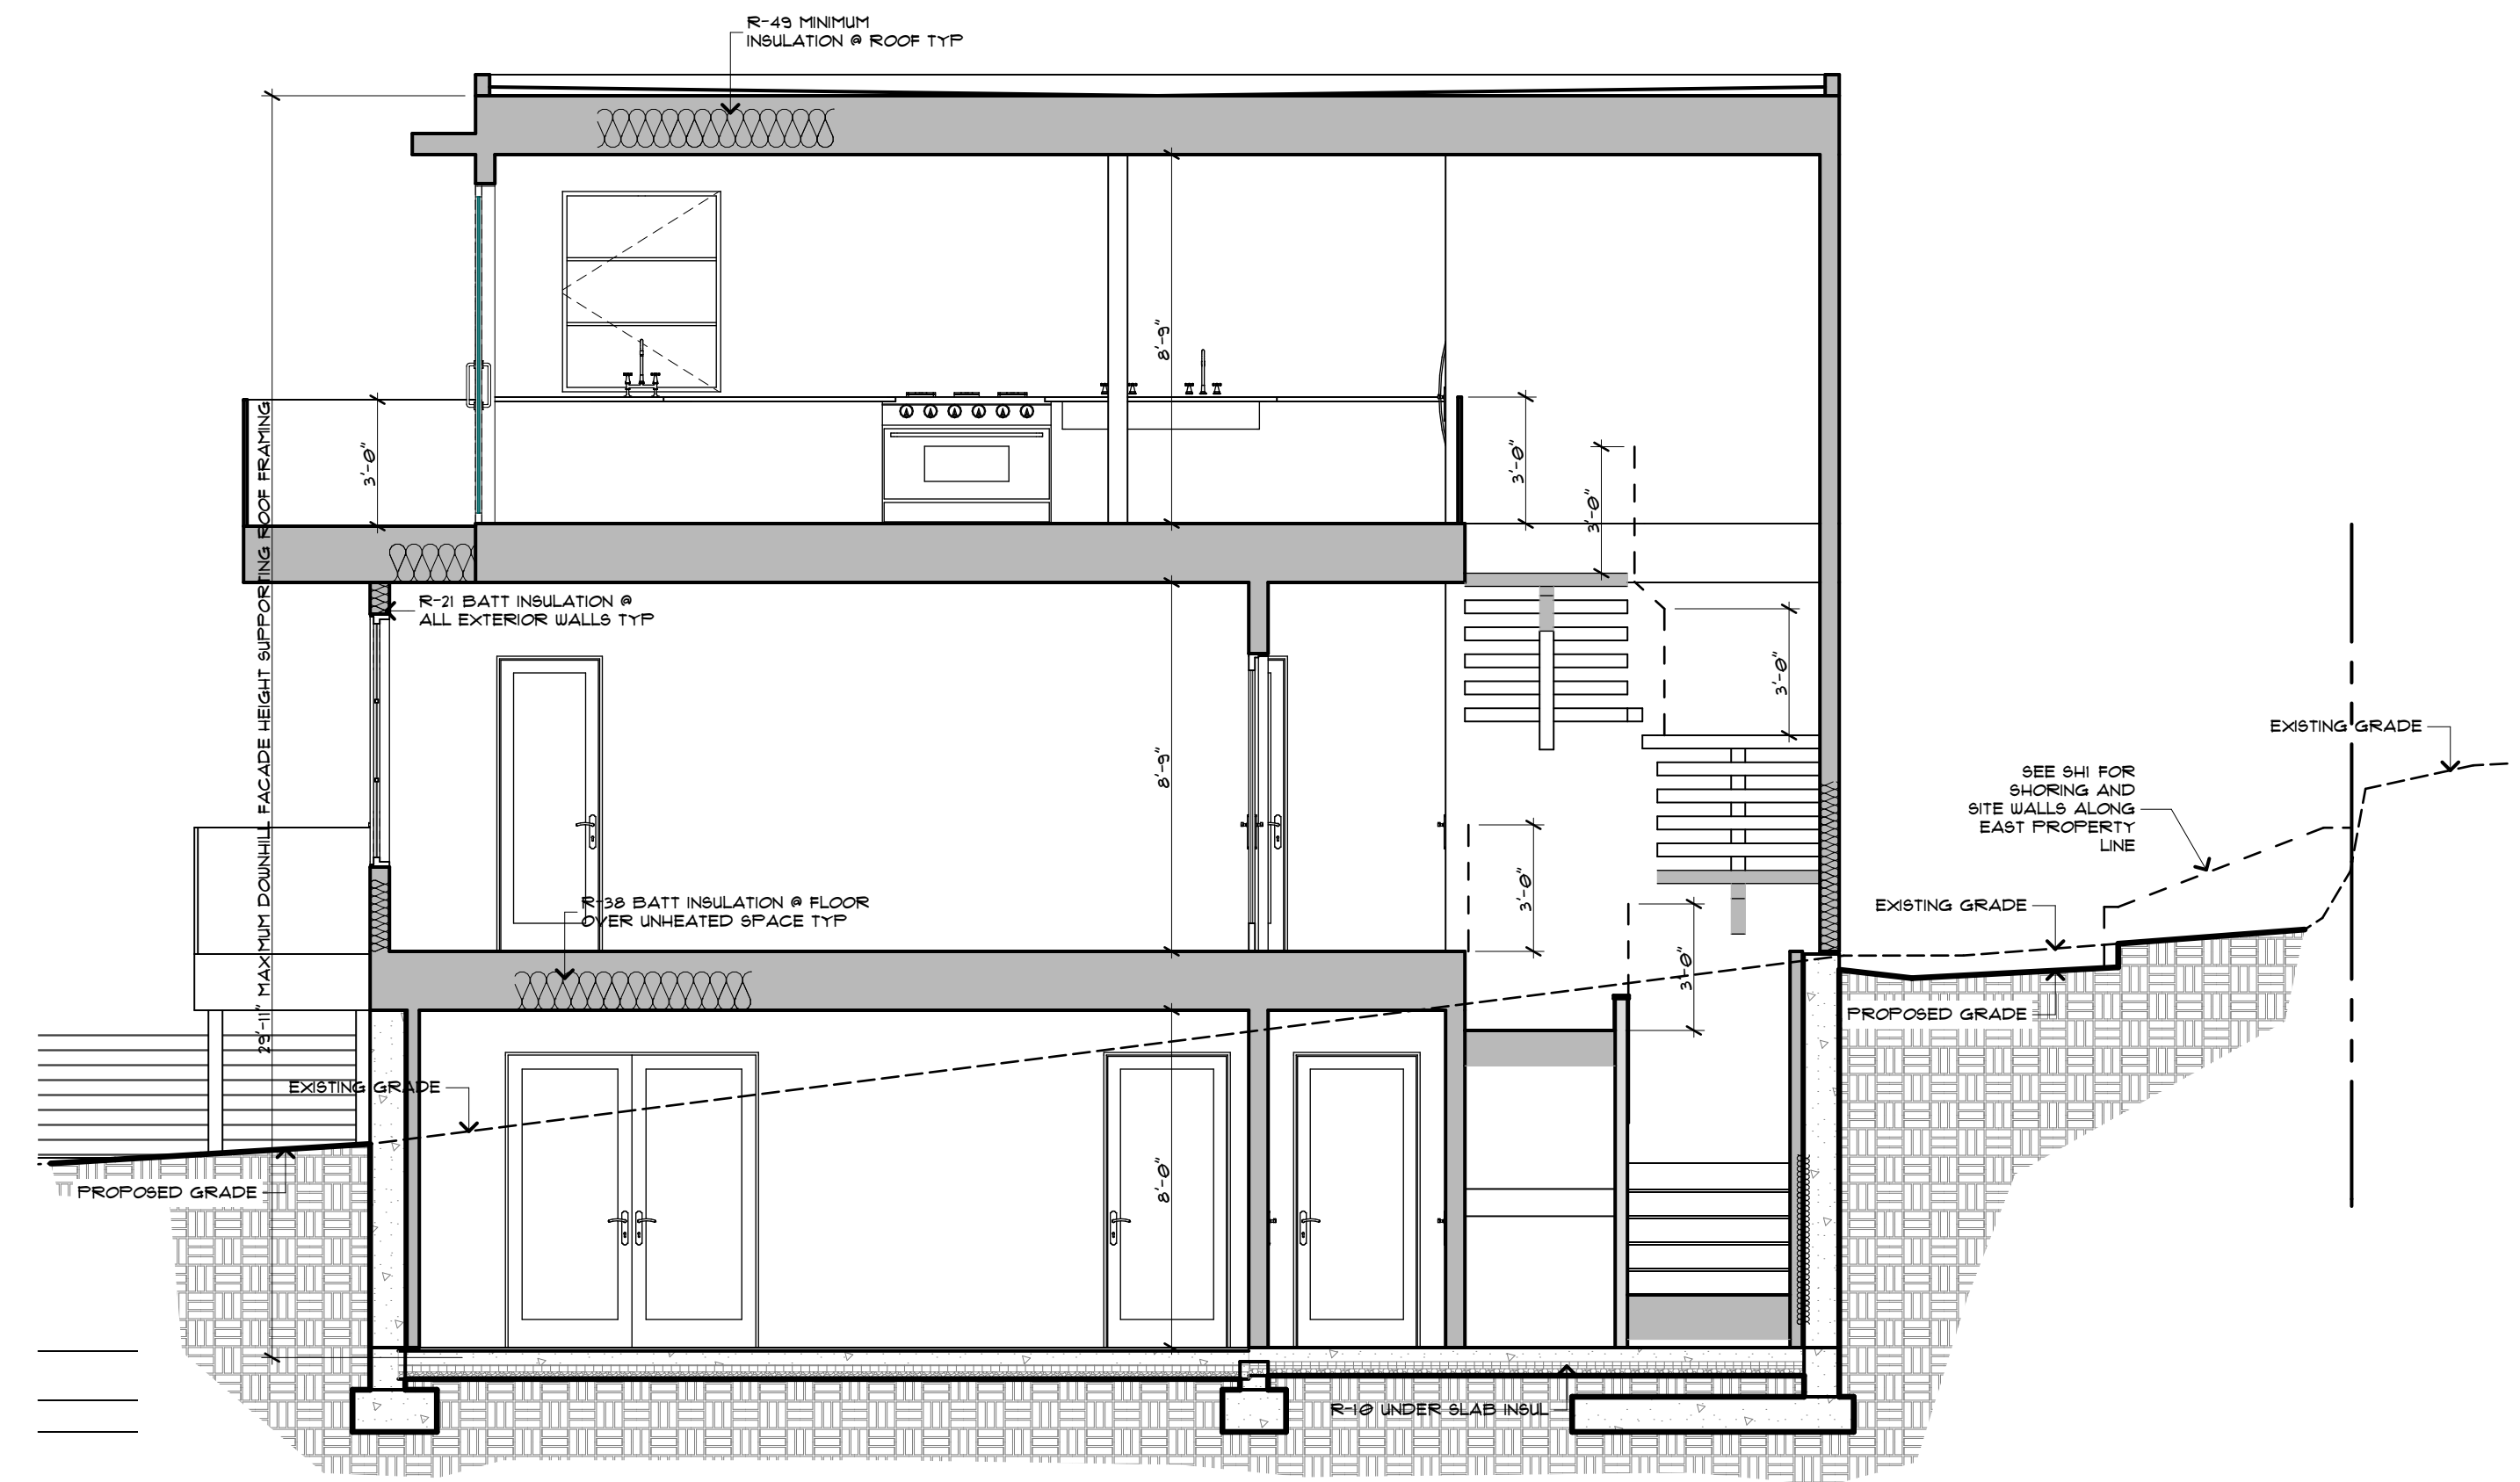 R-49 MINIMUM
INSULATION @ ROOF TYP
8'-9"
3'-0"
3'-0"
3'-0"
29'-11" MAXIMUM DOWNHILL FACADE HEIGHT SUPPORTING ROOF FRAMING
R-21 BATT INSULATION @
ALL EXTERIOR WALLS TYP
3'-0"
8'-9"
EXISTING GRADE
SEE SH1 FOR
SHORING AND
SITE WALLS ALONG
EAST PROPERTY
LINE
R-38 BATT INSULATION @ FLOOR
OVER UNHEATED SPACE TYP
3'-0"
EXISTING GRADE
3'-0"
PROPOSED GRADE
EXISTING GRADE
PROPOSED GRADE
8'-0"
R-10 UNDER SLAB INSUL